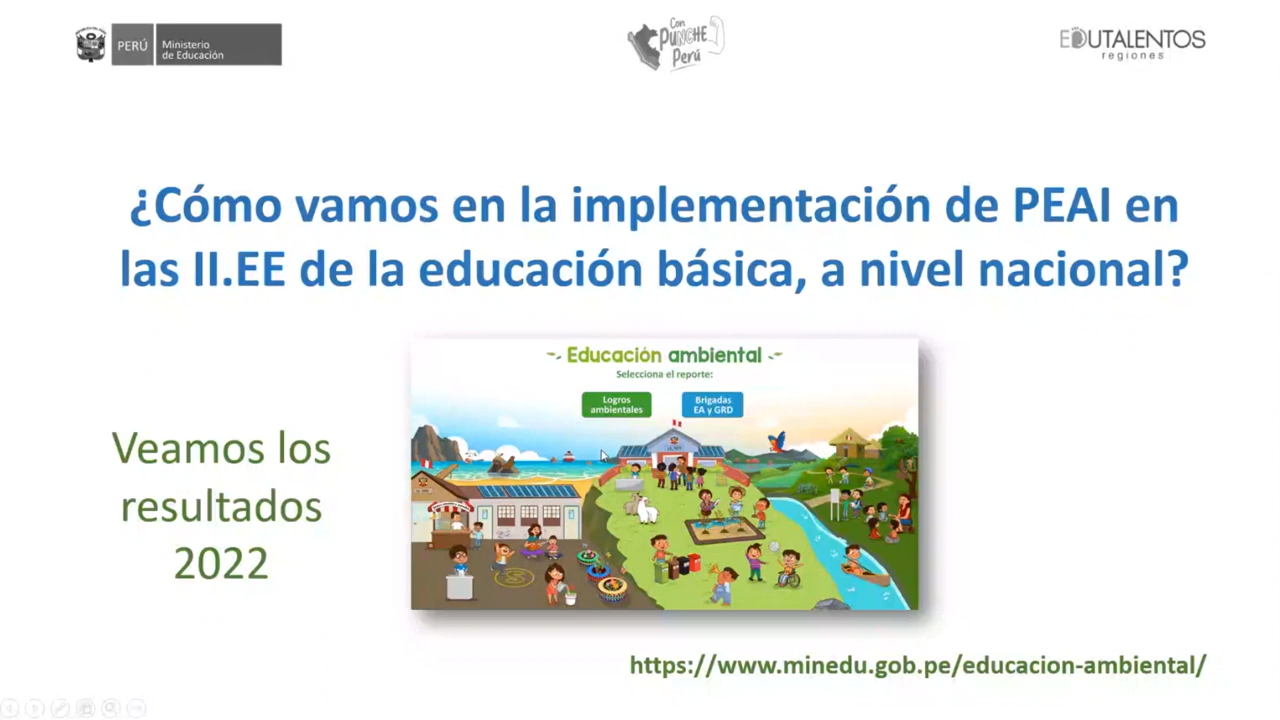 PERÚ
Ministerio
de Educación
Con
PUNCHE
Perú
EDUTALENTOS
regiones
¿Cómo vamos en la implementación de PEAI en
las II.EE de la educación básica, a nivel nacional?
Educación ambiental
Selecciona el reporte:
Logros
ambientales
Brigadas
EA y GRD
Veamos los
resultados
2022
https://www.minedu.gob.pe/educacion-ambiental/